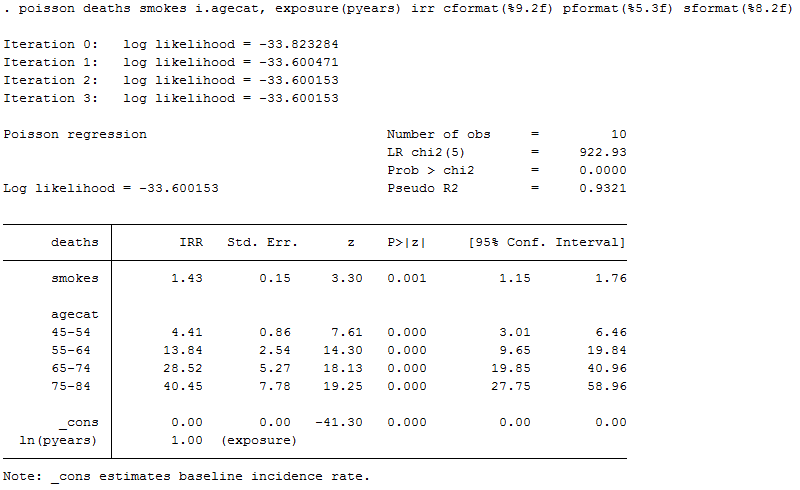 . poisson deaths smokes i.agecat, exposure(pyears) irr cformat(%9.2f) pformat(%5.3f) sformat(%8.2f)
Iteration 0:   log likelihood = -33.823284
Iteration 1:   log likelihood = -33.600471
Iteration 2:   log likelihood = -33.600153
Iteration 3:   log likelihood = -33.600153
Poisson regression                              Number of obs     =         10
LR chi2(5)        =     922.93
Prob > chi2       =     0.0000
Log likelihood = -33.600153                     Pseudo R2         =     0.9321
deaths         IRR   Std. Err.      z    P>|z|     [95% Conf. Interval]
smokes        1.43       0.15     3.30   0.001         1.15        1.76
agecat
45-54         4.41       0.86     7.61   0.000         3.01        6.46
55-64        13.84       2.54    14.30   0.000         9.65       19.84
65-74        28.52       5.27    18.13   0.000        19.85       40.96
75-84        40.45       7.78    19.25   0.000        27.75       58.96
_cons         0.00       0.00   -41.30   0.000         0.00        0.00
ln(pyears)        1.00  (exposure)
Note: _cons estimates baseline incidence rate.